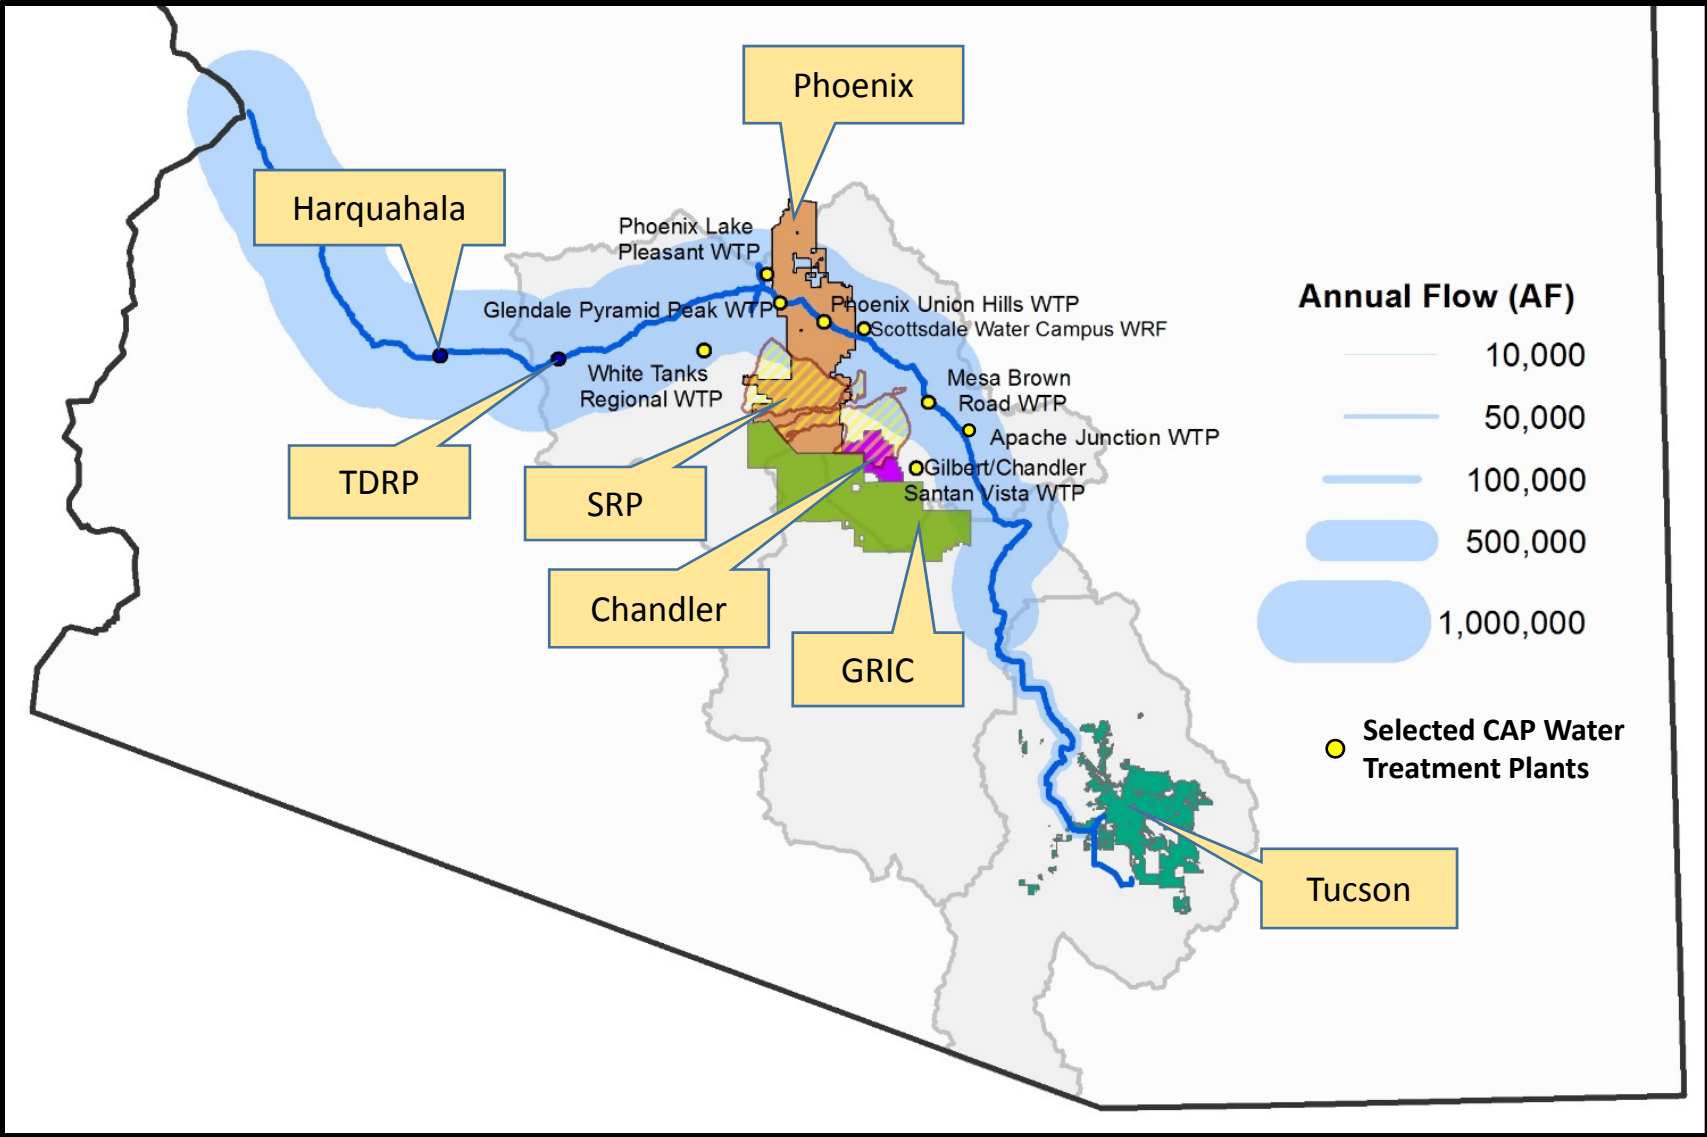 Phoenix
Harquahala
Phoenix Lake
Pleasant WTP
Glendale Pyramid Peak WTP
Phoenix Union Hills WTP
Scottsdale Water Campus WRF
White Tanks
Regional WTP
Mesa Brown
Road WTP
Apache Junction WTP
Gilbert/Chandler
Santan Vista WTP
TDRP
SRP
Chandler
GRIC
Tucson
Annual Flow (AF)
10,000
50,000
100,000
500,000
1,000,000
Selected CAP Water
Treatment Plants